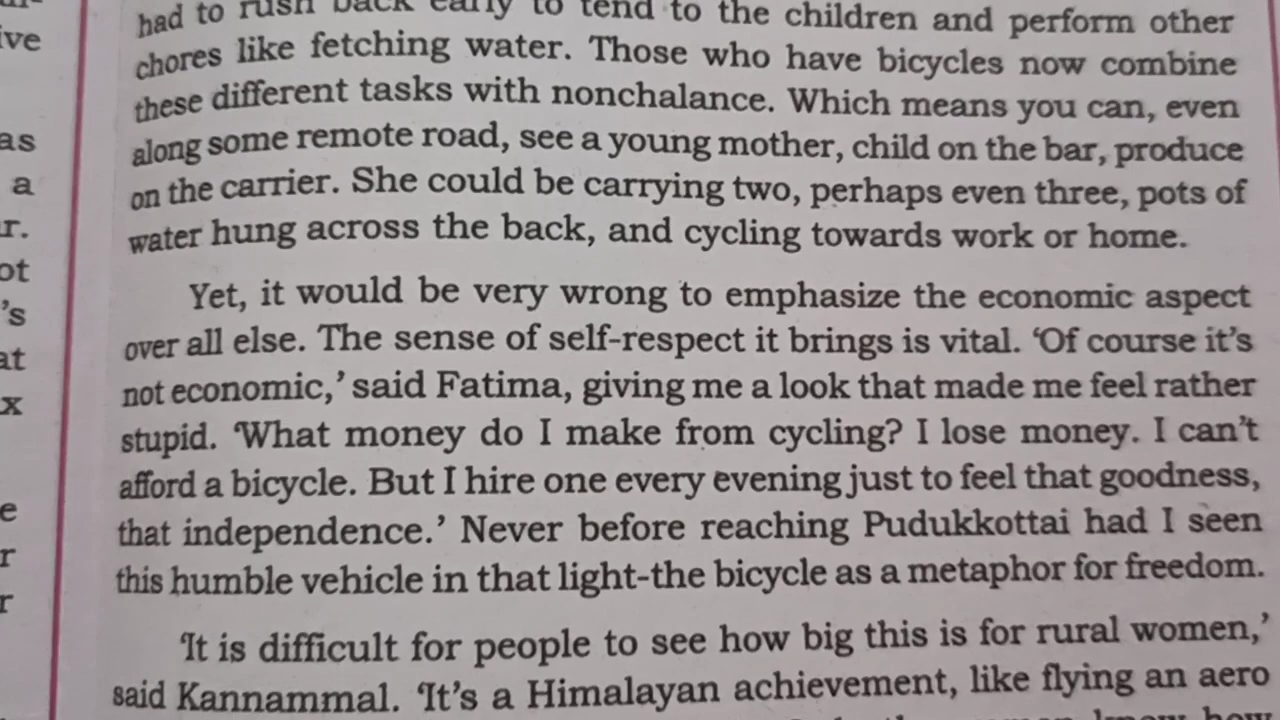 had to rush back early to tend to the children and perform other
chores like fetching water. Those who have bicycles now combine
these different tasks with nonchalance. Which means you can, even
along some remote road, see a young mother, child on the bar, produce
on the carrier. She could be carrying two, perhaps even three, pots of
water hung across the back, and cycling towards work or home.
Yet, it would be very wrong to emphasize the economic aspect
over all else. The sense of self-respect it brings is vital. ‘Of course it’s
not economic,’ said Fatima, giving me a look that made me feel rather
stupid. ‘What money do I make from cycling? I lose money. I can’t
afford a bicycle. But I hire one every evening just to feel that goodness,
that independence.’ Never before reaching Pudukkottai had I seen
this humble vehicle in that light-the bicycle as a metaphor for freedom.
‘It is difficult for people to see how big this is for rural women,’
said Kannammal. ‘It’s a Himalayan achievement, like flying an aero
ive
as
a
r.
ot
’s
at
x
e
r
r